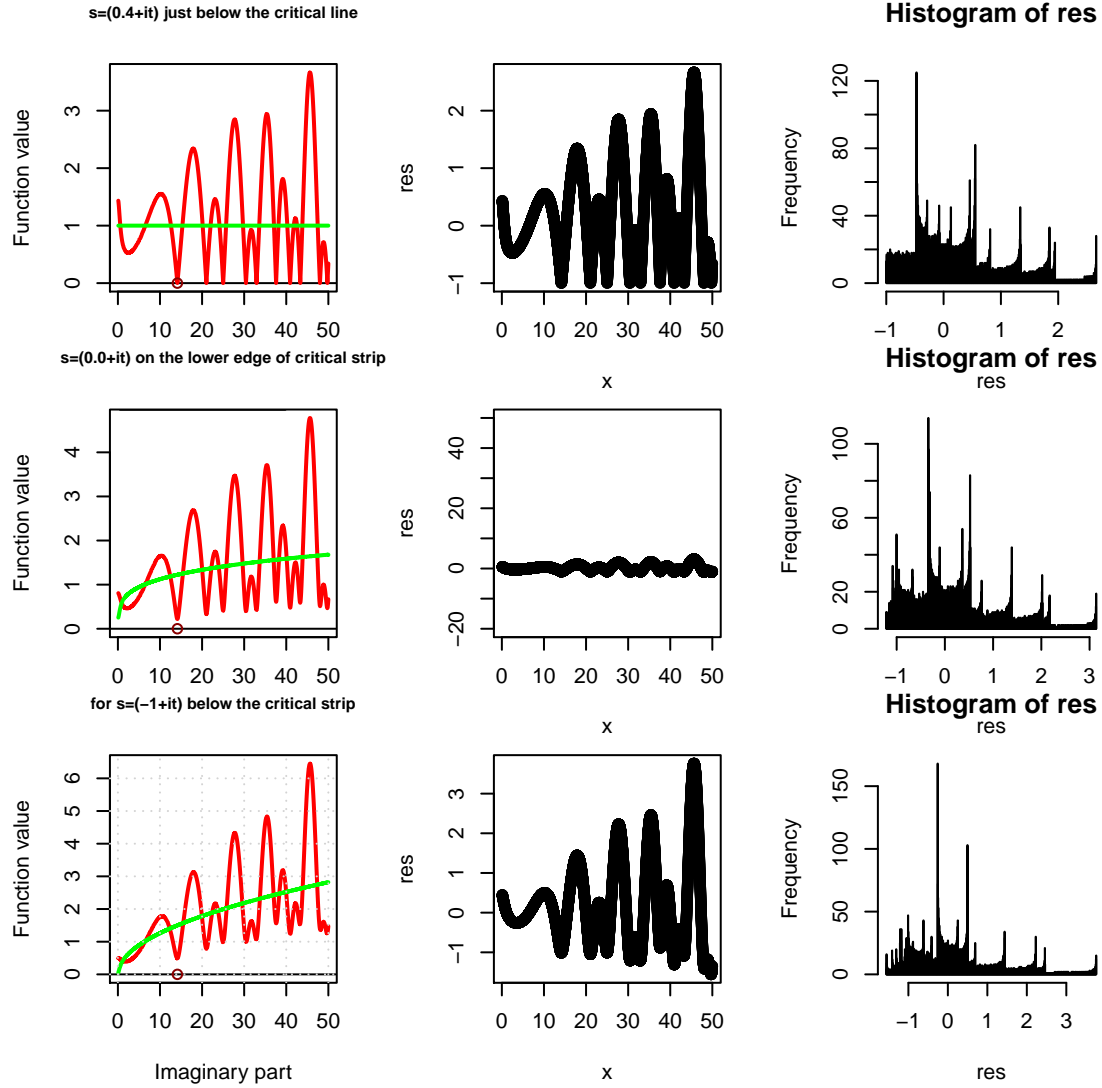 s=(0.4+it) just below the critical line
Function value
0 1 2 3
0 10 20 30 40 50
res
−1 0 1 2
0 10 20 30 40 50
x
Histogram of res
Frequency
0 40 80 120
−1 0 1 2
res
s=(0.0+it) on the lower edge of critical strip
Function value
0 1 2 3 4
0 10 20 30 40 50
res
−20 0 20 40
0 10 20 30 40 50
x
Histogram of res
Frequency
0 20 60 100
−1 0 1 2 3
res
for s=(−1+it) below the critical strip
Function value
0 1 2 3 4 5 6
0 10 20 30 40 50
Imaginary part
res
−1 0 1 2 3
0 10 20 30 40 50
x
Histogram of res
Frequency
0 50 100 150
−1 0 1 2 3
res